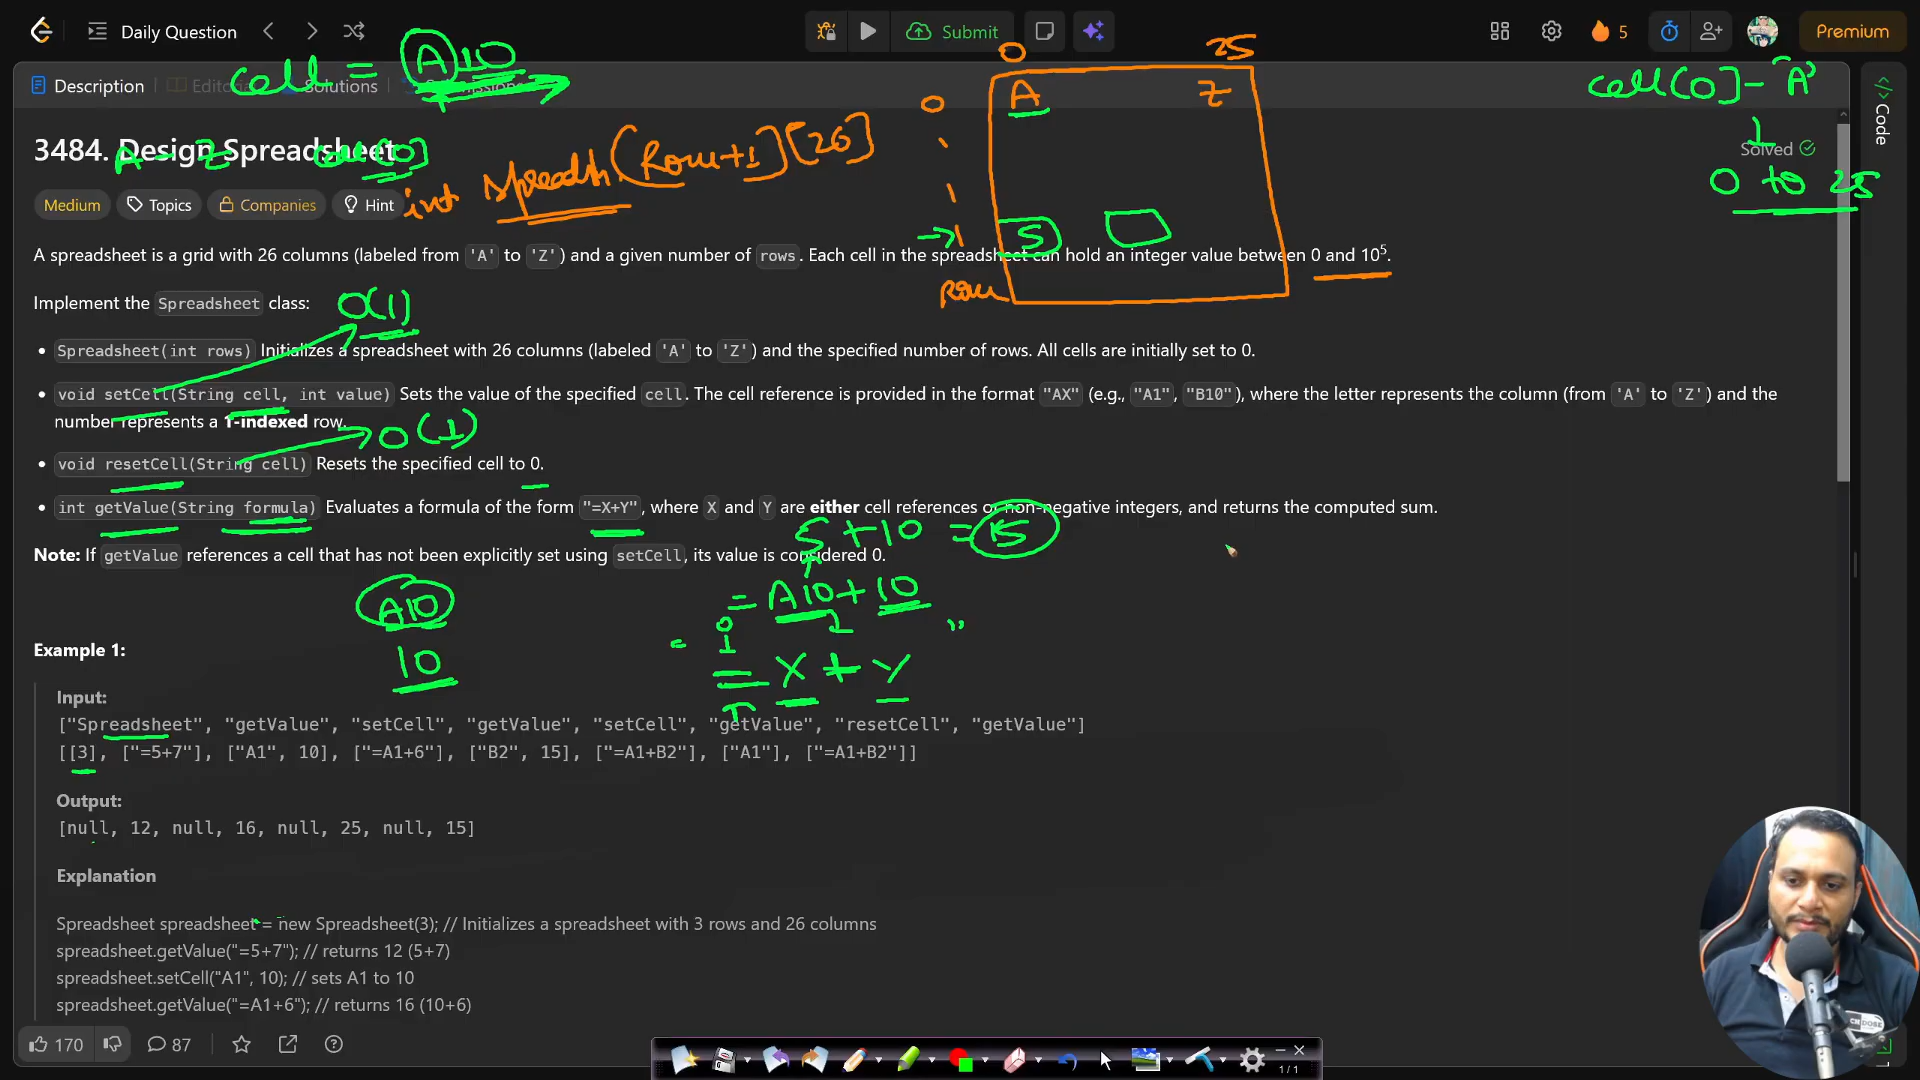 Daily Question
Submit
5
Premium
0
25
cell = A10
Description
Editorial
Solutions
Submissions
A
Z
cell[0] - 'A'
0
Code
3484. Design Spreadsheet
A - Z
cell[0]
Solved
int Spreadsh[Row+1][26]
0 to 25
Medium
Topics
Companies
Hint
5
A spreadsheet is a grid with 26 columns (labeled from 'A' to 'Z') and a given number of rows. Each cell in the spreadsheet can hold an integer value between 0 and 10^5.
Row
Implement the Spreadsheet class:
O(1)
• Spreadsheet(int rows) Initializes a spreadsheet with 26 columns (labeled 'A' to 'Z') and the specified number of rows. All cells are initially set to 0.
• void setCell(String cell, int value) Sets the value of the specified cell. The cell reference is provided in the format "AX" (e.g., "A1", "B10"), where the letter represents the column (from 'A' to 'Z') and the
number represents a 1-indexed row.
O(1)
• void resetCell(String cell) Resets the specified cell to 0.
• int getValue(String formula) Evaluates a formula of the form "=X+Y", where X and Y are either cell references or non-negative integers, and returns the computed sum.
5 + 10 = 15
Note: If getValue references a cell that has not been explicitly set using setCell, its value is considered 0.
A10
= A10 + 10
0
1
10
" = X + Y "
Example 1:
Input:
["Spreadsheet", "getValue", "setCell", "getValue", "setCell", "getValue", "resetCell", "getValue"]
[[3], ["=5+7"], ["A1", 10], ["=A1+6"], ["B2", 15], ["=A1+B2"], ["A1"], ["=A1+B2"]]
Output:
[null, 12, null, 16, null, 25, null, 15]
Explanation
Spreadsheet spreadsheet = new Spreadsheet(3); // Initializes a spreadsheet with 3 rows and 26 columns
spreadsheet.getValue("=5+7"); // returns 12 (5+7)
spreadsheet.setCell("A1", 10); // sets A1 to 10
spreadsheet.getValue("=A1+6"); // returns 16 (10+6)
170
87
1/1